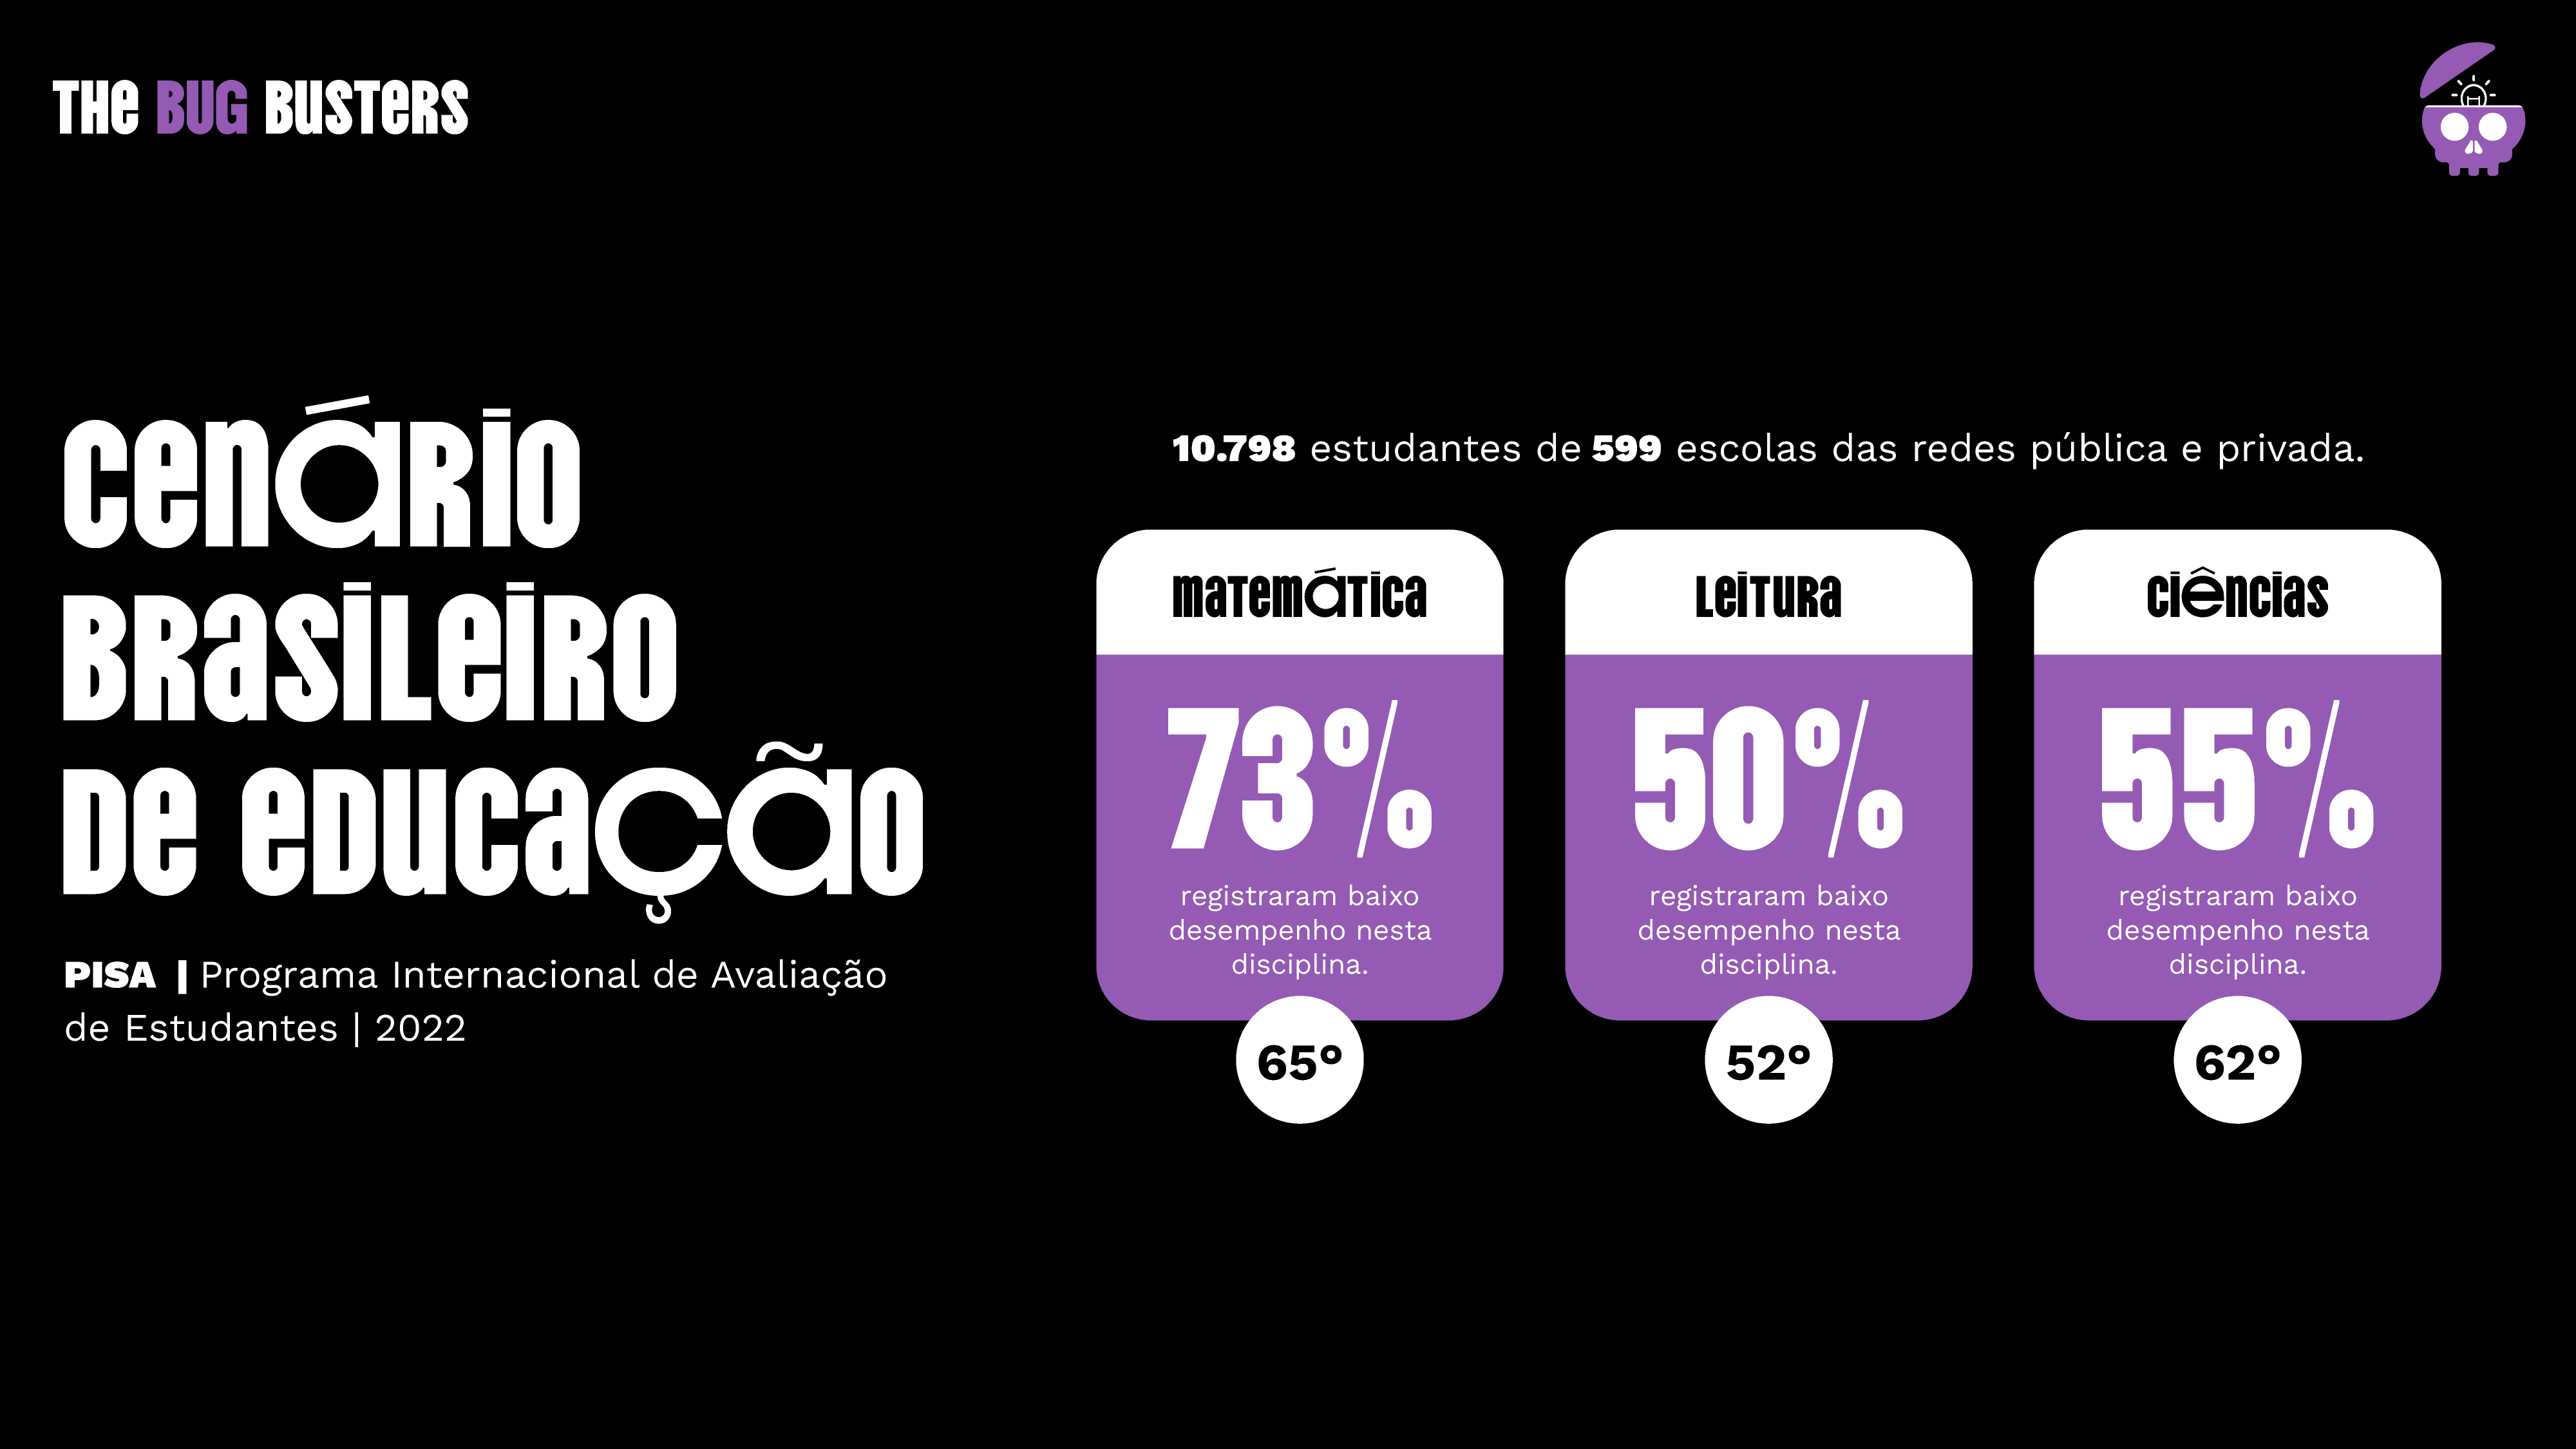 THE BUG BUSTERS
cenário
brasileiro
de educação
PISA | Programa Internacional de Avaliação
de Estudantes | 2022
10.798 estudantes de 599 escolas das redes pública e privada.
matemática
73%
registraram baixo
desempenho nesta
disciplina.
65º
leitura
50%
registraram baixo
desempenho nesta
disciplina.
52º
ciências
55%
registraram baixo
desempenho nesta
disciplina.
62º